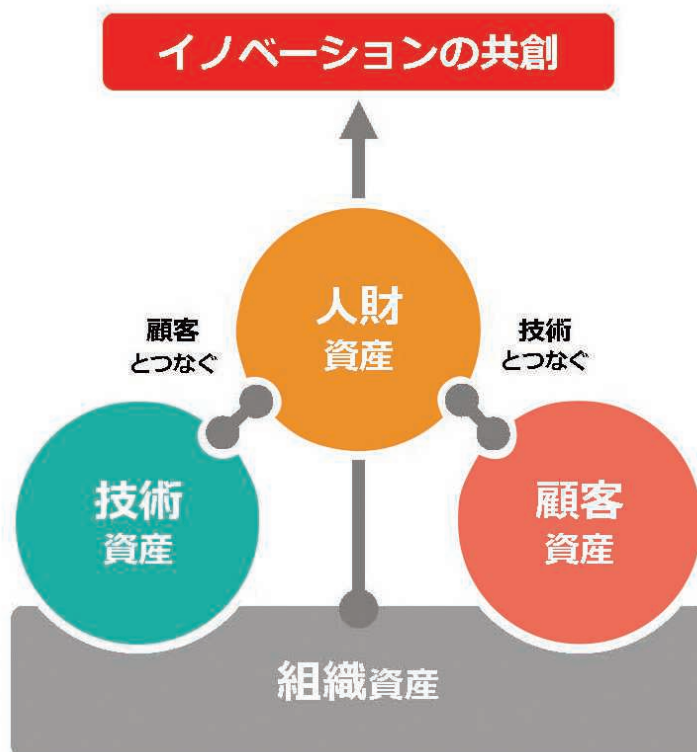 イノベーションの共創
人財
資産
顧客
とつなぐ
技術
とつなぐ
技術
資産
顧客
資産
組織資産